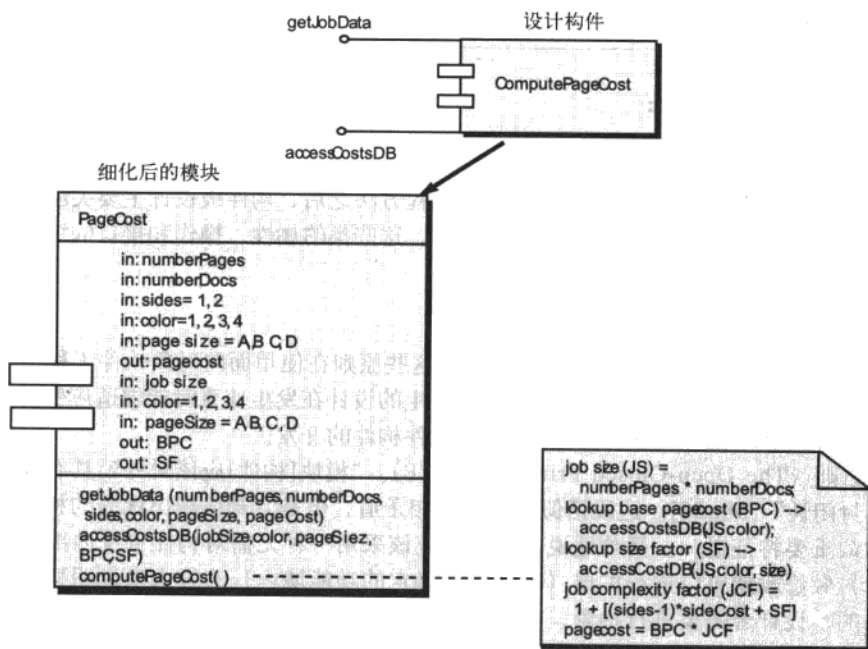 getJobData
设计构件
ComputePageCost
accessCostsDB
细化后的模块
PageCost
in: numberPages
in: numberDocs
in: sides= 1, 2
in:color=1, 2, 3, 4
in: page size = A,B C, D
out: pagecost
in: job size
in: color=1, 2, 3, 4
in: pageSize = A, B, C, D
out: BPC
out: SF
getJobData (numberPages, numberDocs,
sides, color, pageSize, pageCost)
accessCostsDB(jobSize, color, pageSiez,
BPC,SF)
computePageCost( )
job size (JS) =
numberPages * numberDocs;
lookup base pagecost (BPC) -->
accessCostsDB(JScolor);
lookup size factor (SF) -->
accessCostDB(JScolor, size)
job complexity factor (JCF) =
1 + [(sides-1)*sideCost + SF]
pagecost = BPC * JCF